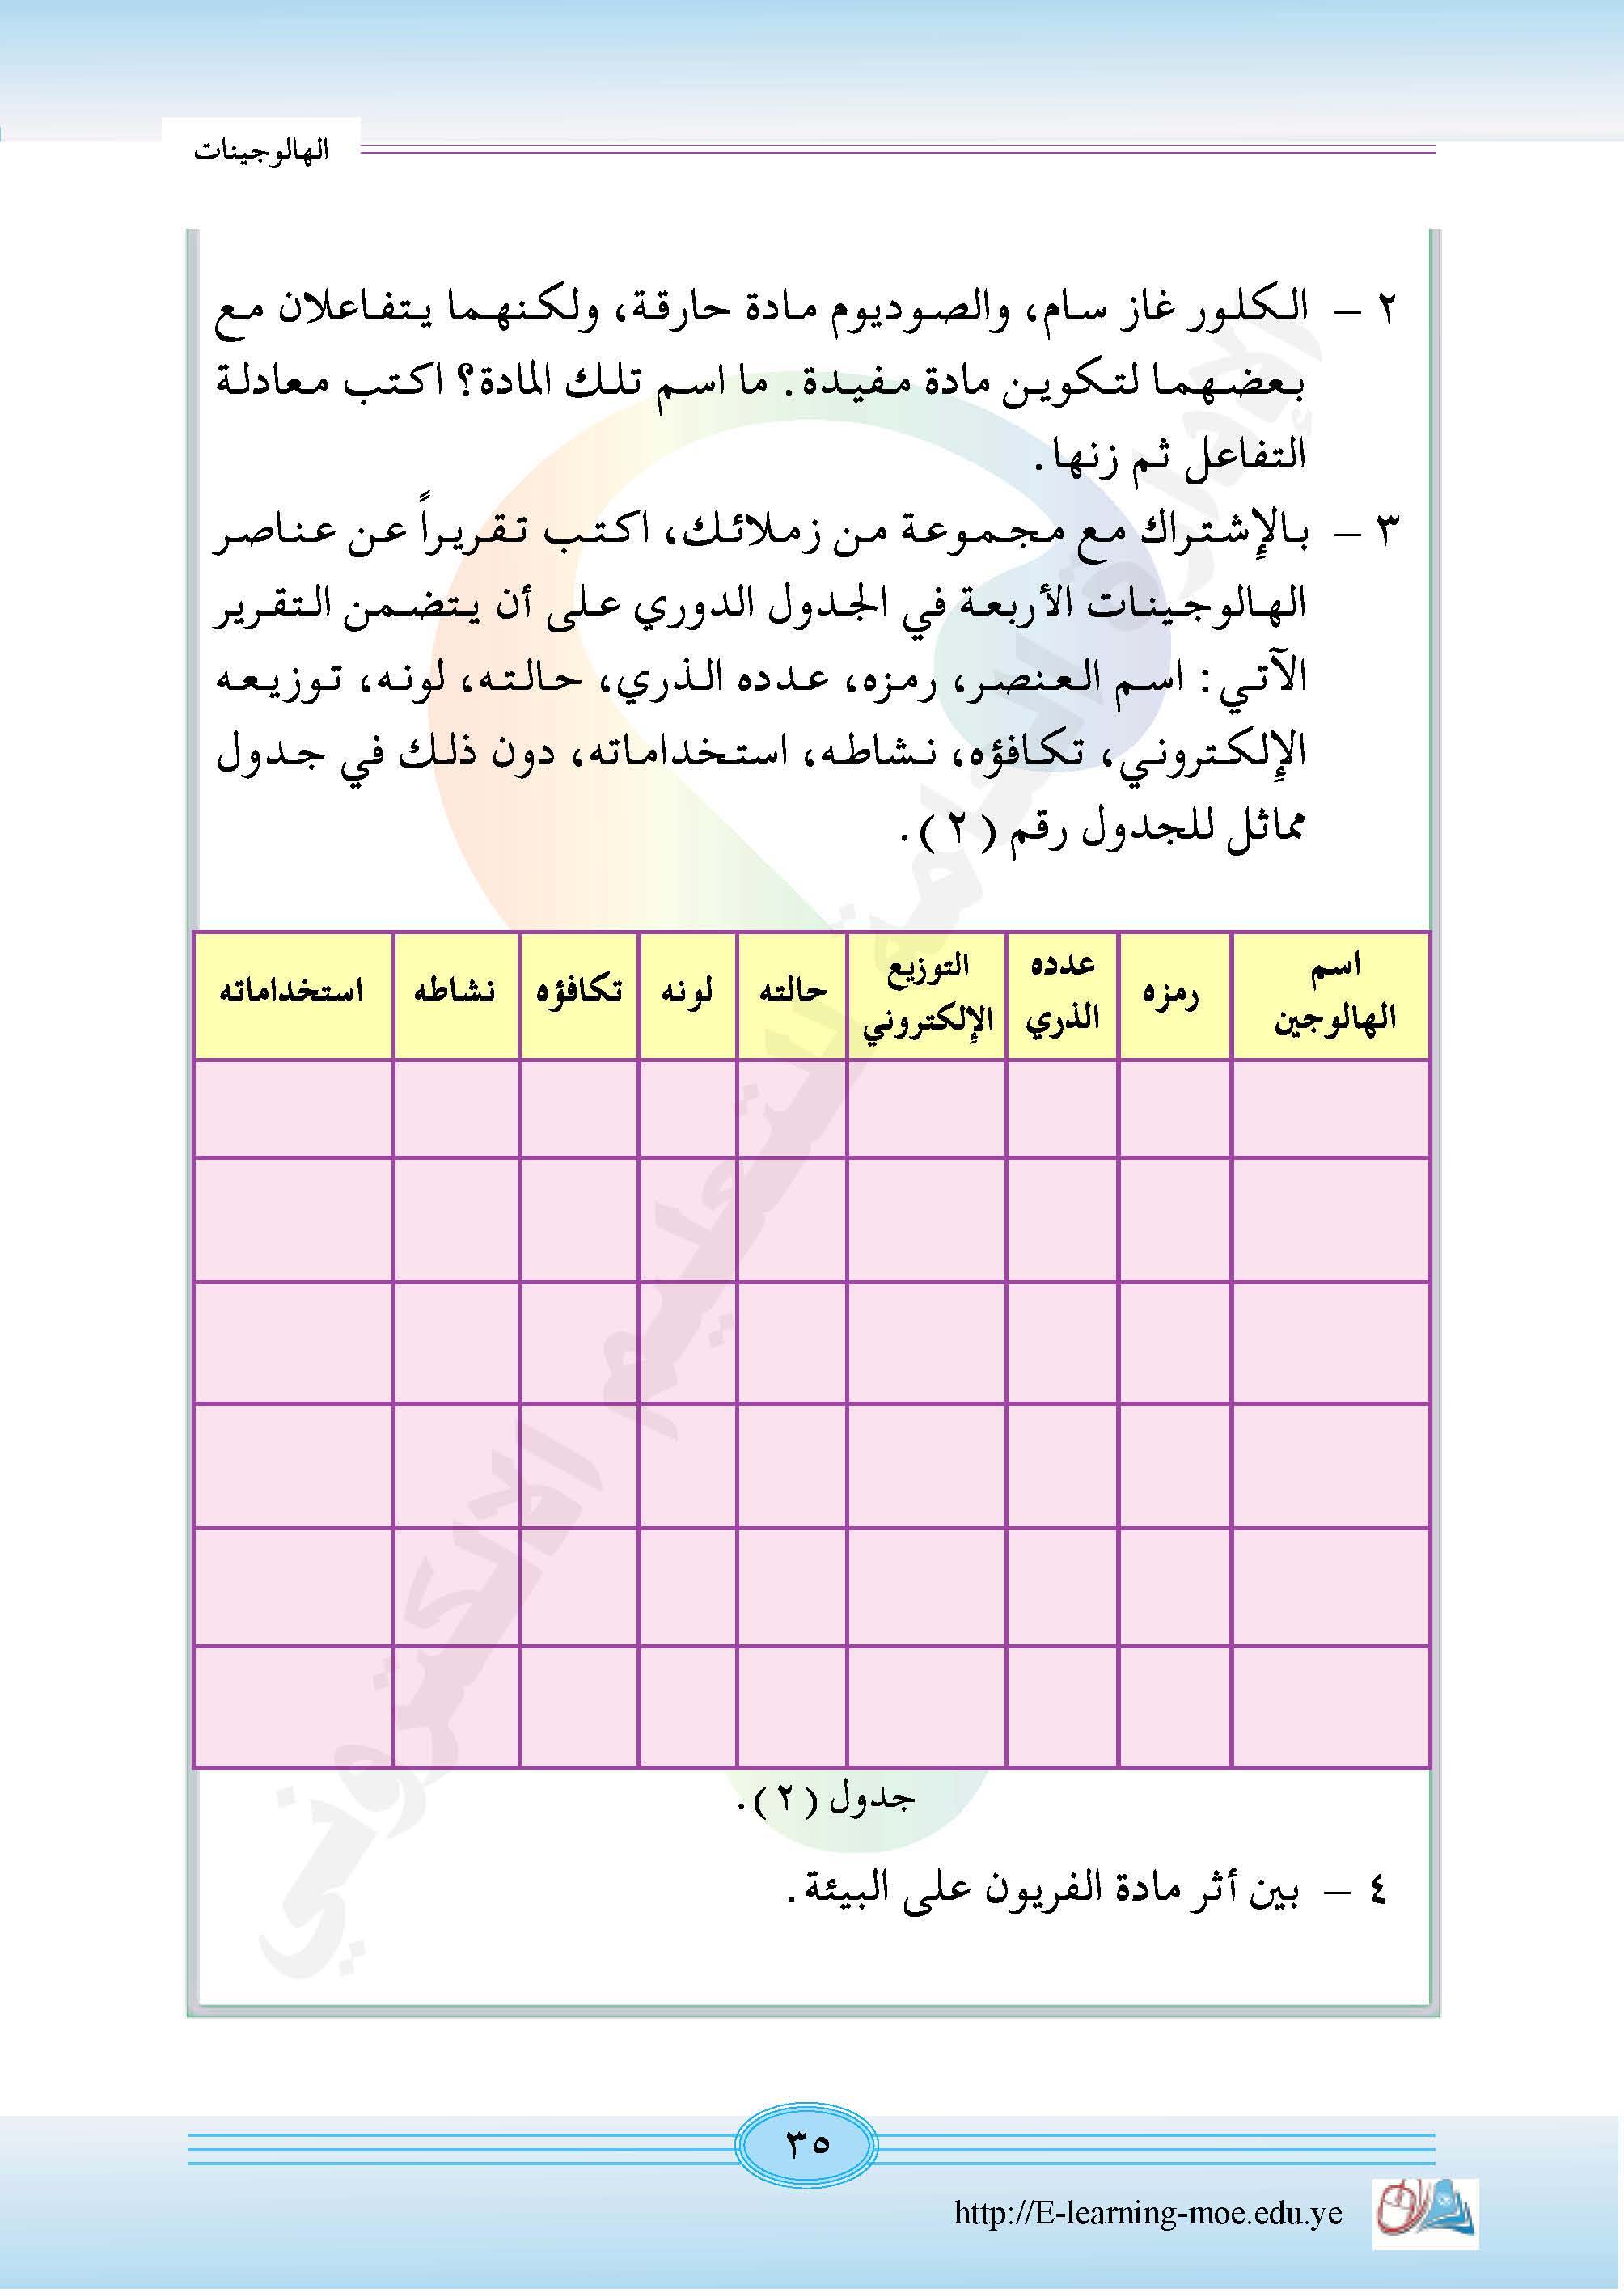 الهالوجينات
٢ – الكلور غاز سام، والصوديوم مادة حارقة، ولكنهما يتفاعلان مع
بعضهما لتكوين مادة مفيدة. ما اسم تلك المادة؟ اكتب معادلة
التفاعل ثم زنها.
٣ – بالإشتراك مع مجموعة من زملائك، اكتب تقريراً عن عناصر
الهالوجينات الأربعة في الجدول الدوري على أن يتضمن التقرير
الآتي: اسم العنصر، رمزه، عدده الذري، حالته، لونه، توزيعه
الإلكتروني، تكافؤه، نشاطه، استخداماته، دون ذلك في جدول
مماثل للجدول رقم (٢).
اسم الهالوجين رمزه عدده الذري التوزيع الإلكتروني حالته لونه تكافؤه نشاطه استخداماته
جدول (٢).
٤ – بين أثر مادة الفريون على البيئة.
الإدارة العامة للتعليم الالكتروني
٣٥
http://E-learning-moe.edu.ye